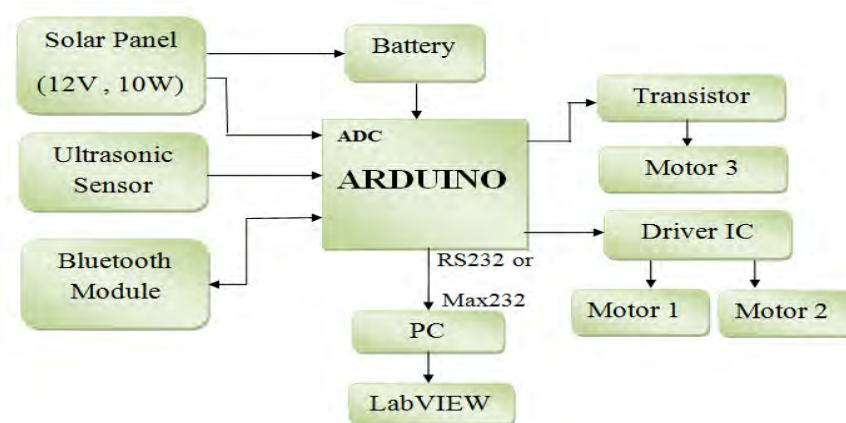 Solar Panel
(12V , 10W)
Battery
Transistor
ADC
ARDUINO
Ultrasonic
Sensor
Motor 3
Driver IC
Bluetooth
Module
RS232 or
Max232
Motor 1
Motor 2
PC
LabVIEW